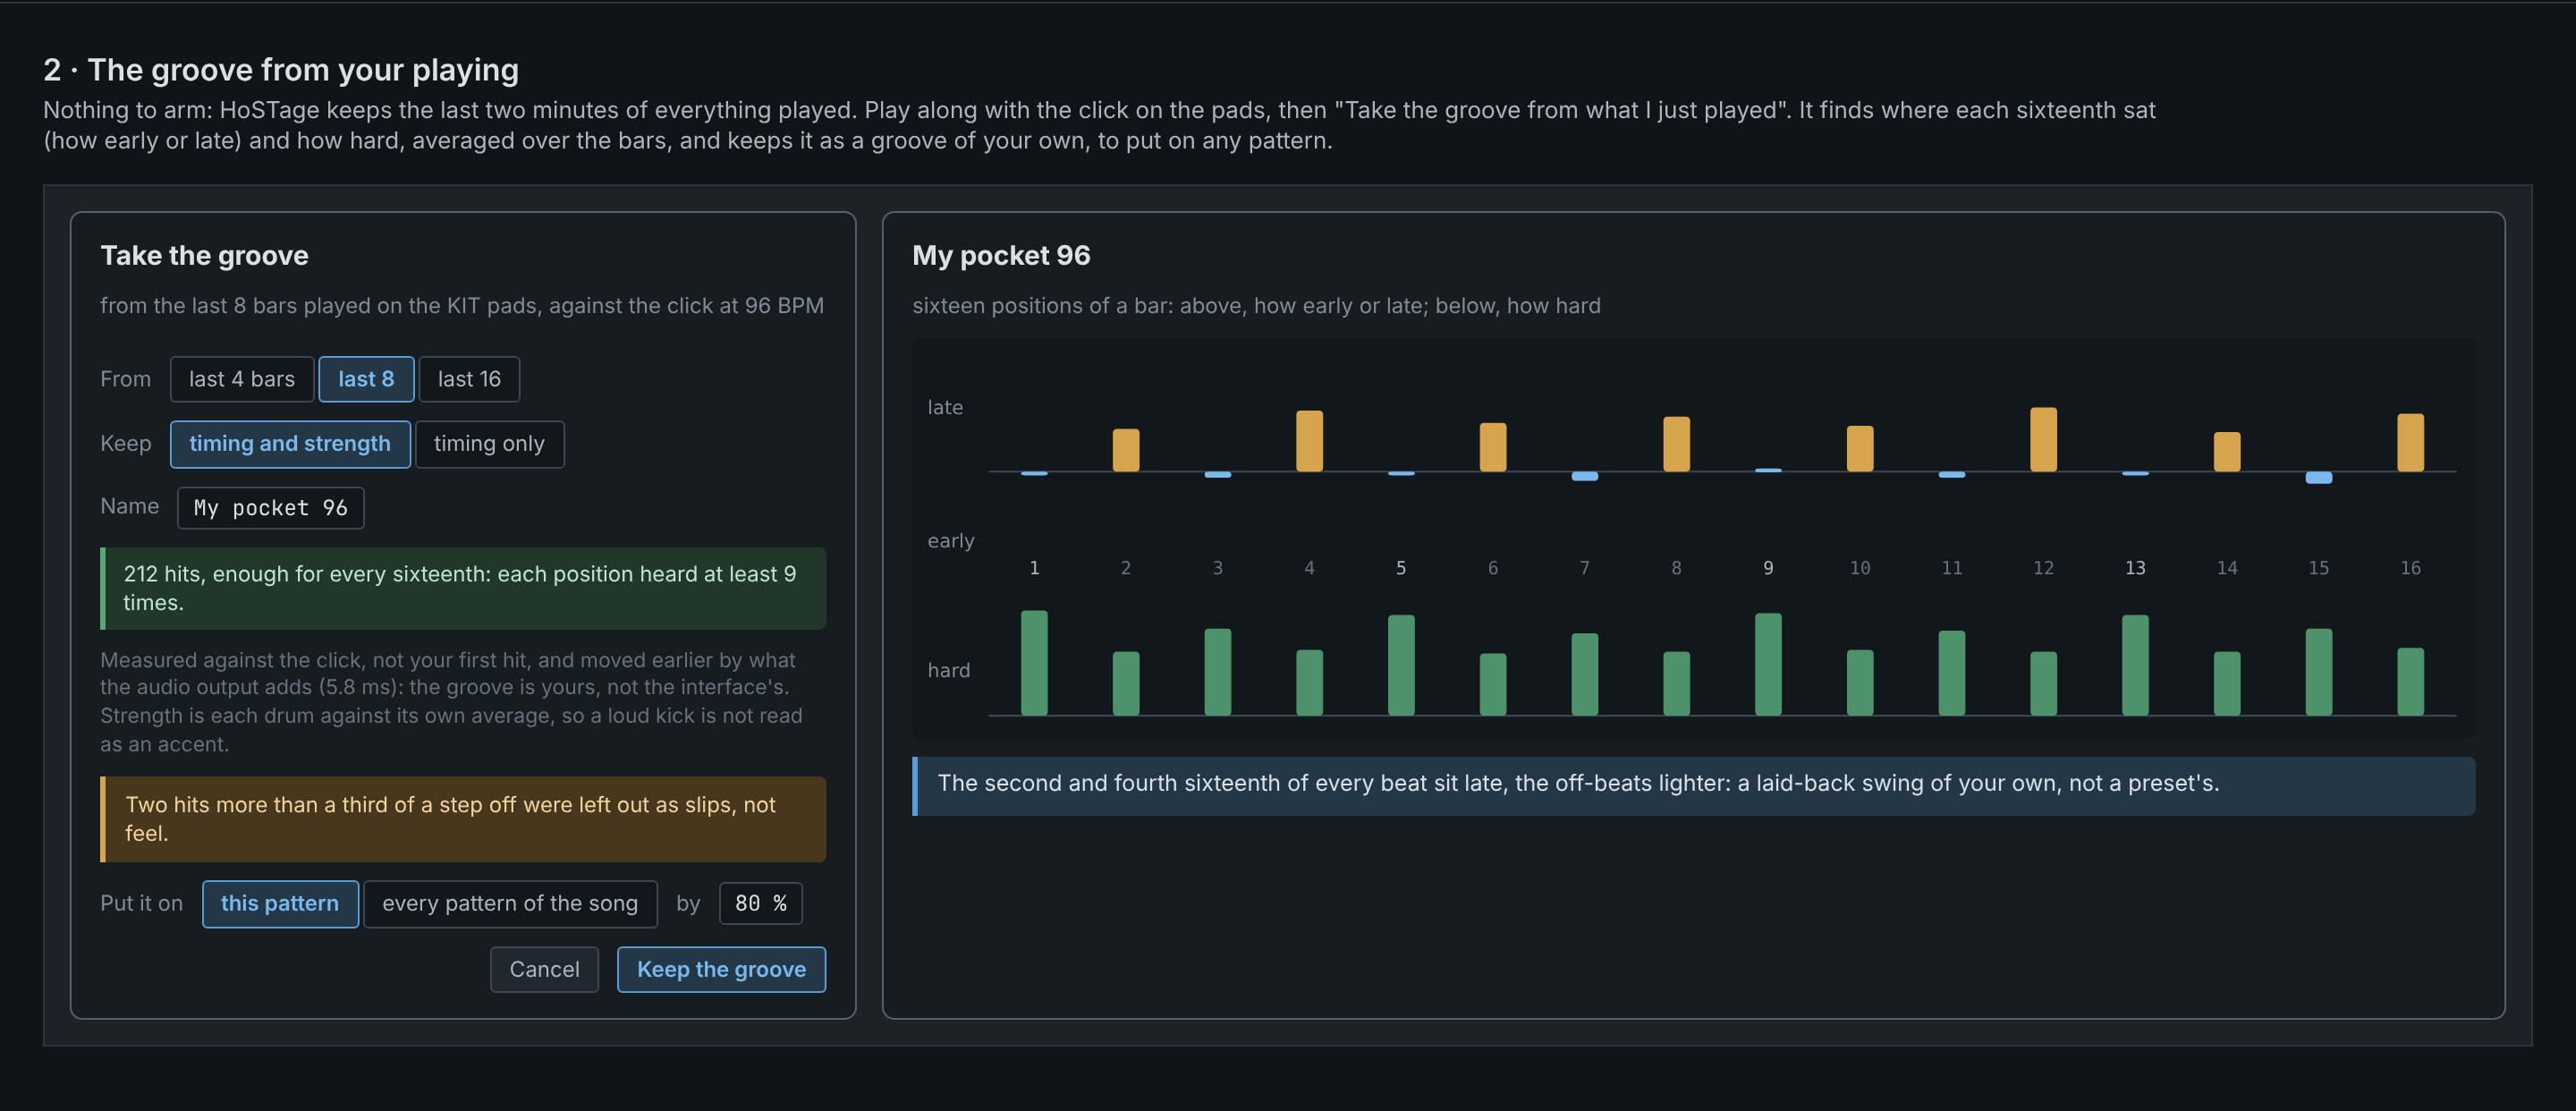 2 · The groove from your playing
Nothing to arm: HoSTage keeps the last two minutes of everything played. Play along with the click on the pads, then "Take the groove from what I just played". It finds where each sixteenth sat
(how early or late) and how hard, averaged over the bars, and keeps it as a groove of your own, to put on any pattern.
Take the groove
from the last 8 bars played on the KIT pads, against the click at 96 BPM
From last 4 bars last 8 last 16
Keep timing and strength timing only
Name My pocket 96
212 hits, enough for every sixteenth: each position heard at least 9
times.
Measured against the click, not your first hit, and moved earlier by what
the audio output adds (5.8 ms): the groove is yours, not the interface's.
Strength is each drum against its own average, so a loud kick is not read
as an accent.
Two hits more than a third of a step off were left out as slips, not
feel.
Put it on this pattern every pattern of the song by 80 %
Cancel Keep the groove
My pocket 96
sixteen positions of a bar: above, how early or late; below, how hard
late
early
1 2 3 4 5 6 7 8 9 10 11 12 13 14 15 16
hard
The second and fourth sixteenth of every beat sit late, the off-beats lighter: a laid-back swing of your own, not a preset's.